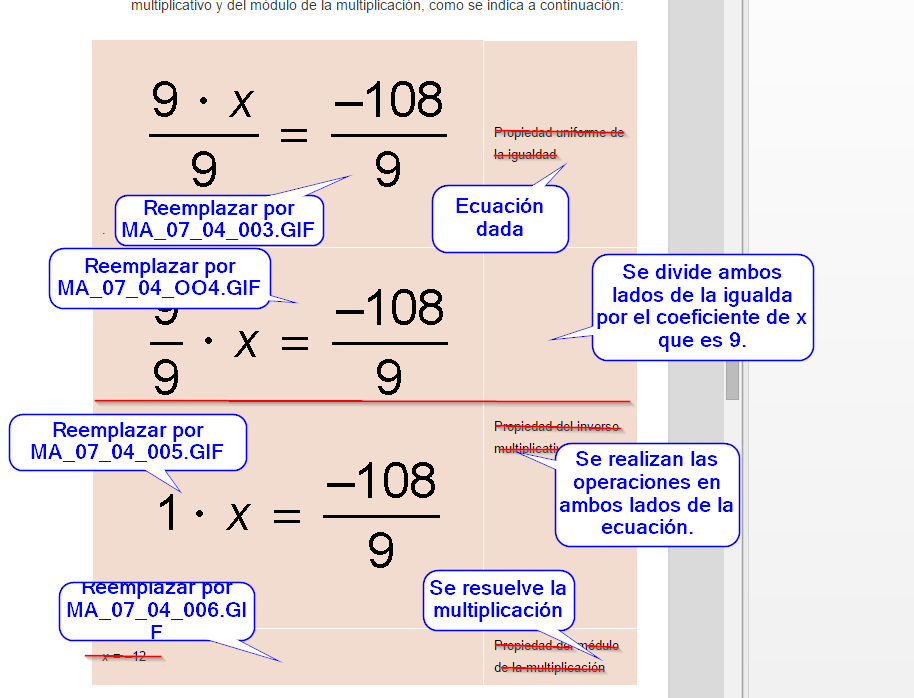 multiplicativo y del módulo de la multiplicación, como se indica a continuación:
9 · x / 9 = –108 / 9
Propiedad uniforme de
la igualdad
Reemplazar por
MA_07_04_003.GIF
Ecuación
dada
Reemplazar por
MA_07_04_OO4.GIF
9 / 9 · x = –108 / 9
Se divide ambos
lados de la igualda
por el coeficiente de x
que es 9.
Reemplazar por
MA_07_04_005.GIF
1 · x = –108 / 9
Propiedad del inverso
Se realizan las
operaciones en
ambos lados de la
ecuación.
Reemplazar por
MA_07_04_006.GI
F
Se resuelve la
multiplicación
x = –12
Propiedad del módulo
de la multiplicación